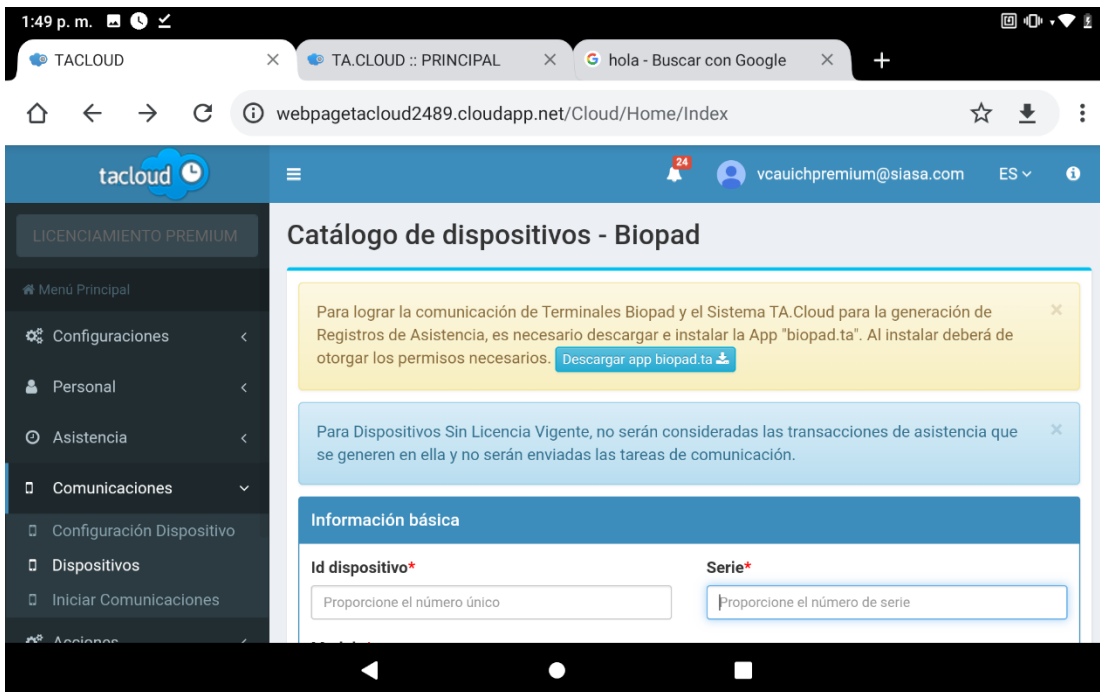 1:49 p. m.
TACLOUD
TA.CLOUD :: PRINCIPAL
hola - Buscar con Google
webpagetacloud2489.cloudapp.net/Cloud/Home/Index
tacloud
24
vcauichpremium@siasa.com
ES
LICENCIAMIENTO PREMIUM
Menú Principal
Configuraciones
Personal
Asistencia
Comunicaciones
Configuración Dispositivo
Dispositivos
Iniciar Comunicaciones
Acciones
Catálogo de dispositivos - Biopad
Para lograr la comunicación de Terminales Biopad y el Sistema TA.Cloud para la generación de
Registros de Asistencia, es necesario descargar e instalar la App "biopad.ta". Al instalar deberá de
otorgar los permisos necesarios. Descargar app biopad.ta
Para Dispositivos Sin Licencia Vigente, no serán consideradas las transacciones de asistencia que
se generen en ella y no serán enviadas las tareas de comunicación.
Información básica
Id dispositivo*
Proporcione el número único
Serie*
Proporcione el número de serie